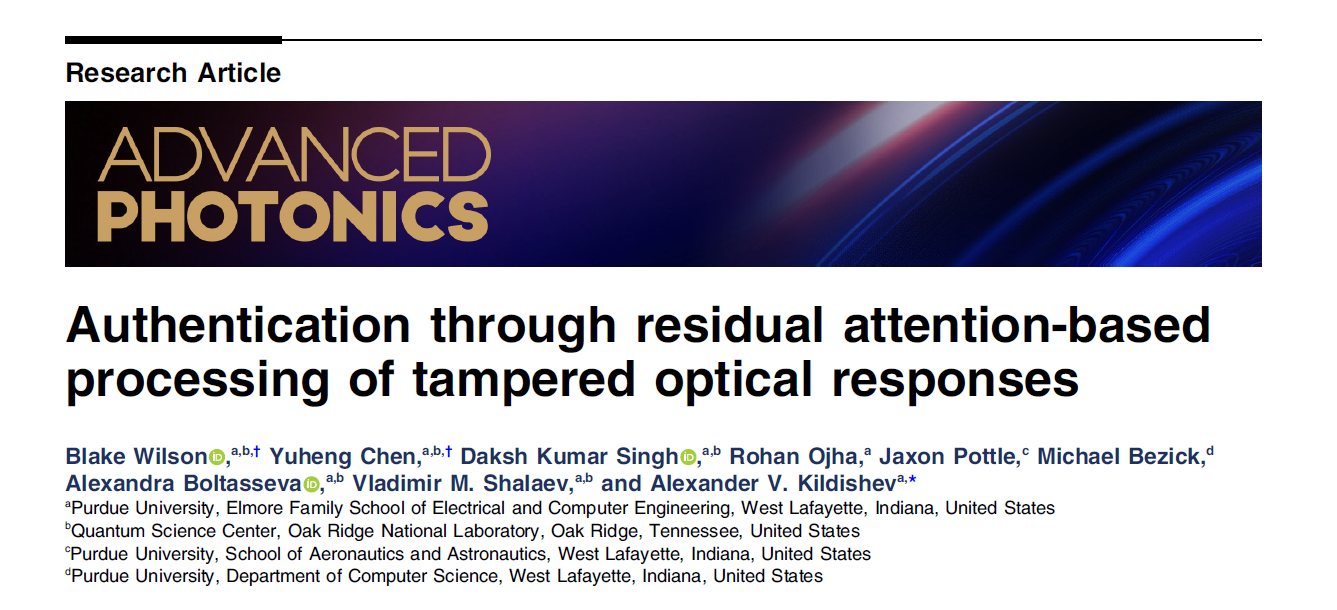 Research Article
ADVANCED
PHOTONICS
Authentication through residual attention-based
processing of tampered optical responses
Blake Wilson iD,a,b,† Yuheng Chen,a,b,† Daksh Kumar Singh iD,a,b Rohan Ojha,a Jaxon Pottle,c Michael Bezick,d
Alexandra Boltasseva iD,a,b Vladimir M. Shalaev,a,b and Alexander V. Kildisheva,*
aPurdue University, Elmore Family School of Electrical and Computer Engineering, West Lafayette, Indiana, United States
bQuantum Science Center, Oak Ridge National Laboratory, Oak Ridge, Tennessee, United States
cPurdue University, School of Aeronautics and Astronautics, West Lafayette, Indiana, United States
dPurdue University, Department of Computer Science, West Lafayette, Indiana, United States